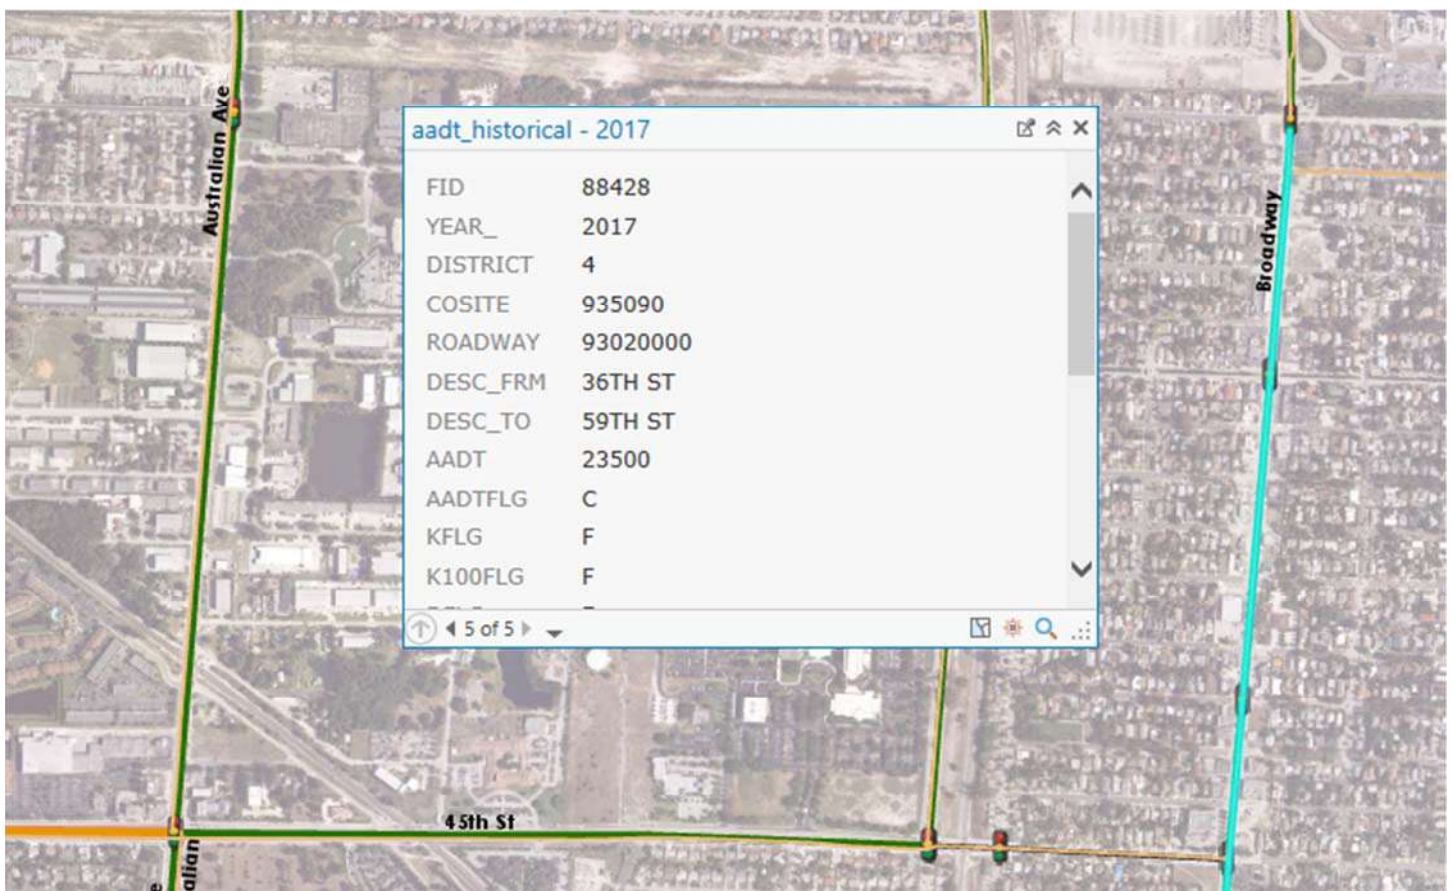 Australian Ave
aadt_historical - 2017
FID 88428
YEAR_ 2017
DISTRICT 4
COSITE 935090
ROADWAY 93020000
DESC_FRM 36TH ST
DESC_TO 59TH ST
AADT 23500
AADTFLG C
KFLG F
K100FLG F
5 of 5
Broadway
45th St
alian
e